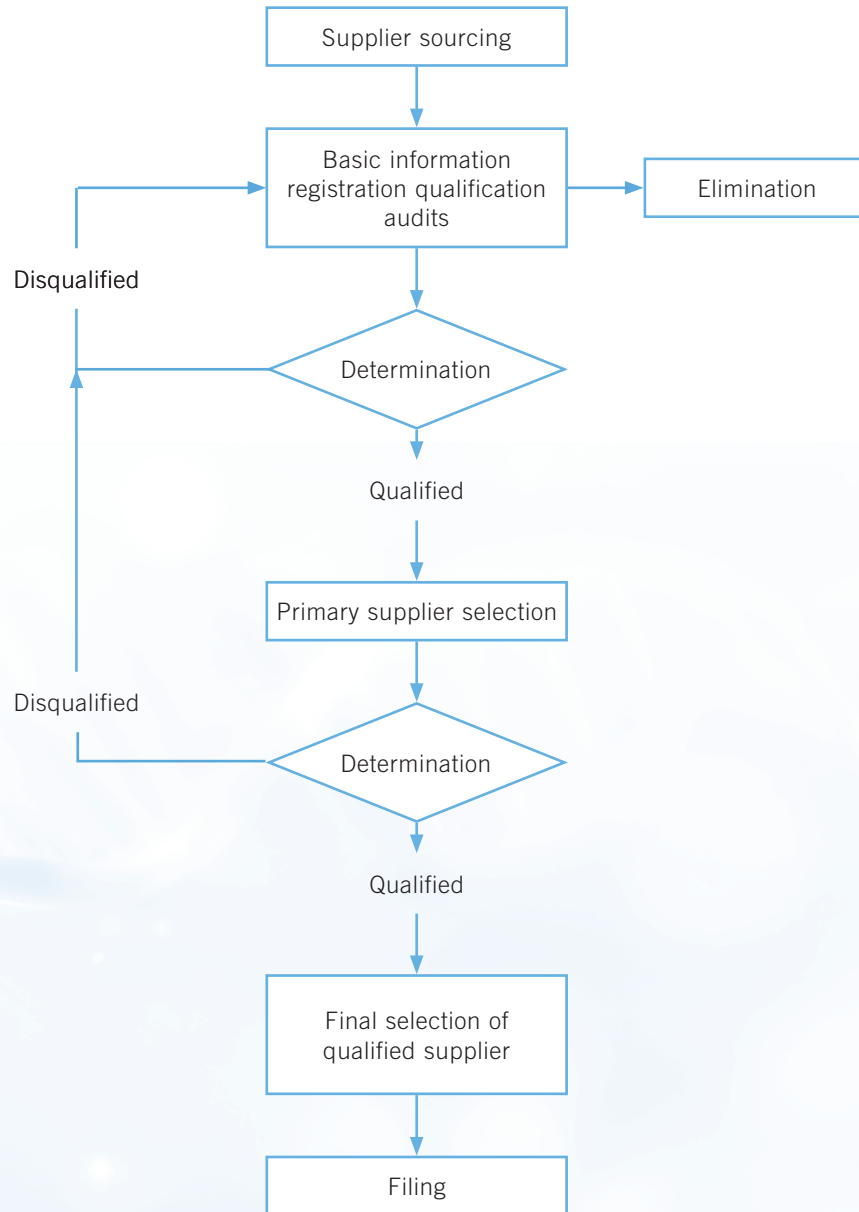 Supplier sourcing
Basic information
registration qualification
audits
Elimination
Disqualified
Determination
Qualified
Primary supplier selection
Disqualified
Determination
Qualified
Final selection of
qualified supplier
Filing